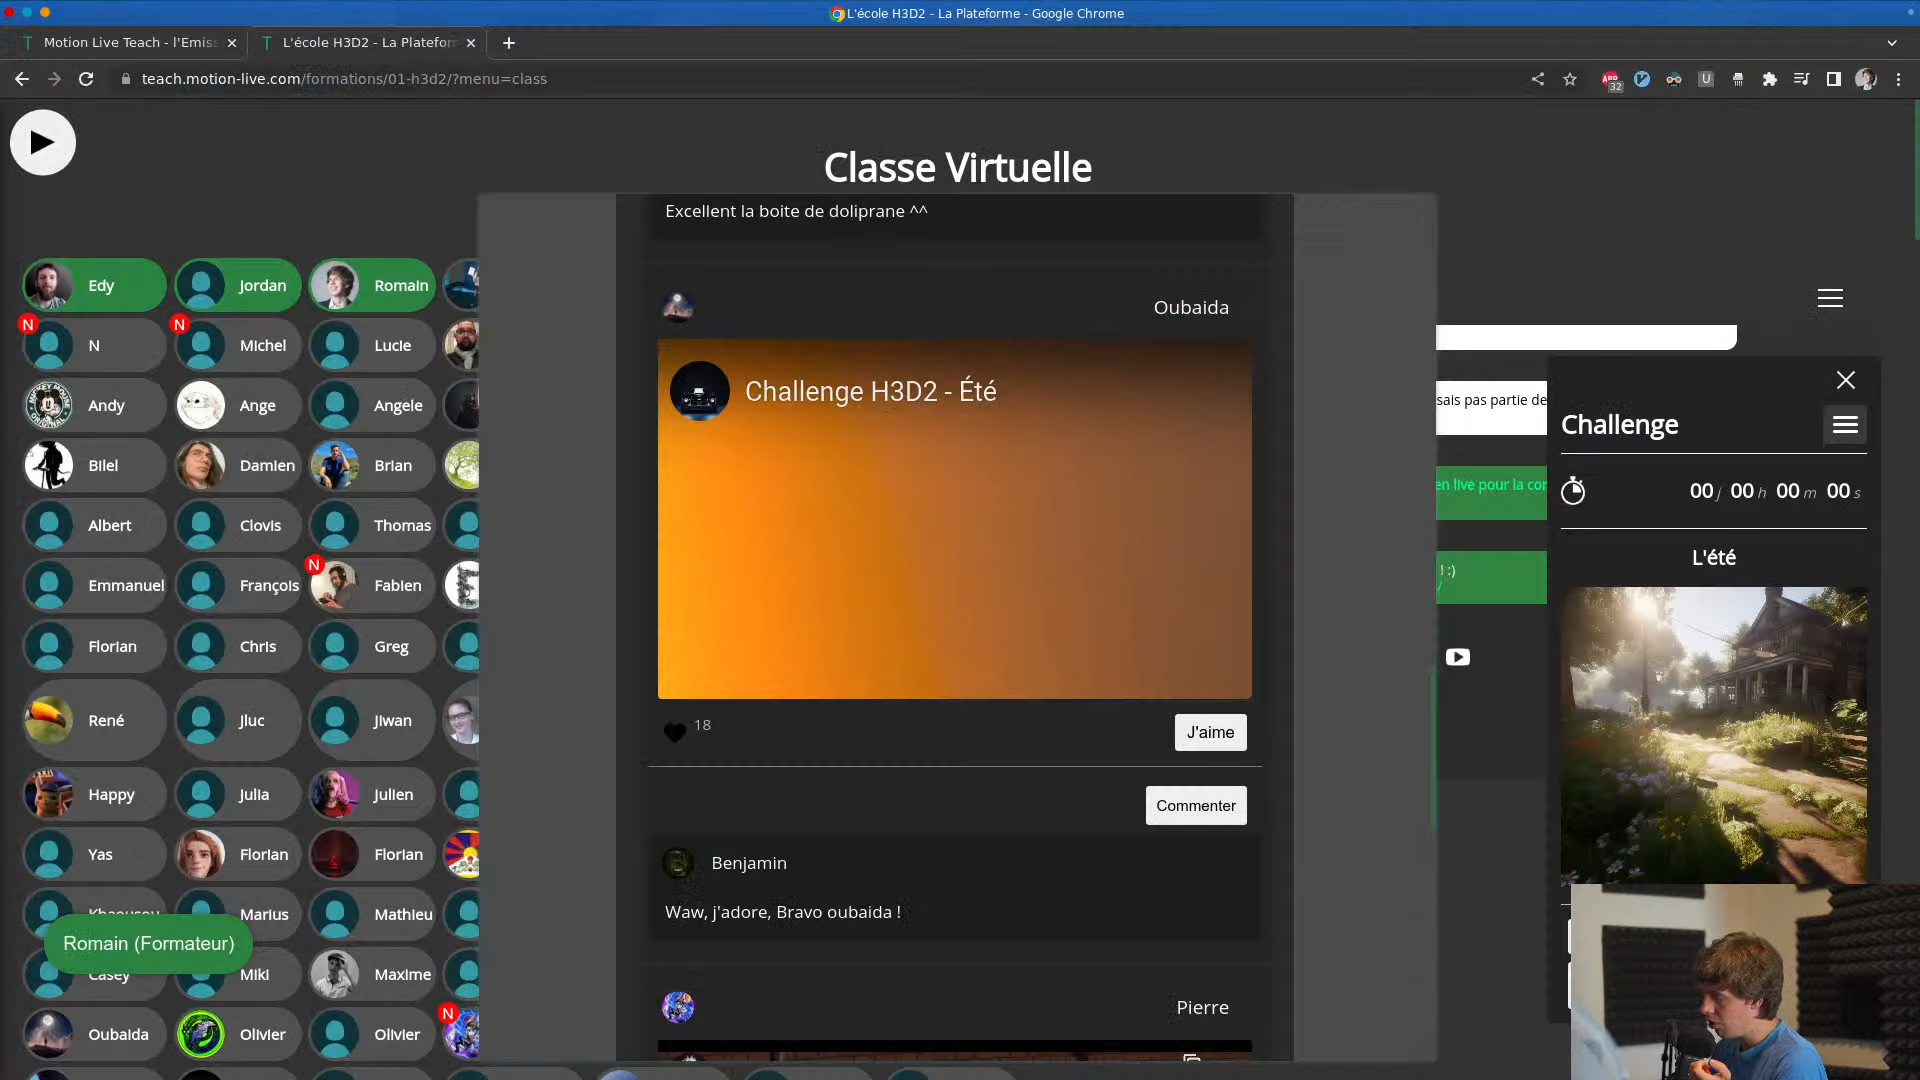 L'école H3D2 - La Plateforme - Google Chrome
Motion Live Teach - l'Emiss
L'école H3D2 - La Plateform
teach.motion-live.com/formations/01-h3d2/?menu=class
32
U
Classe Virtuelle
Excellent la boite de doliprane ^^
Edy
Jordan
Romain
N
N
N
Michel
Lucie
Andy
Ange
Angele
Bilel
Damien
Brian
Albert
Clovis
Thomas
N
Emmanuel
François
Fabien
Florian
Chris
Greg
René
Jluc
Jiwan
Happy
Julia
Julien
Yas
Florian
Florian
Marius
Mathieu
Romain (Formateur)
Casey
Miki
Maxime
N
Oubaida
Olivier
Olivier
Oubaida
Challenge H3D2 - Été
18
J'aime
Commenter
Benjamin
Waw, j'adore, Bravo oubaida !
Pierre
sais pas partie de
en live pour la cor
! :)
Challenge
00 j 00 h 00 m 00 s
L'été